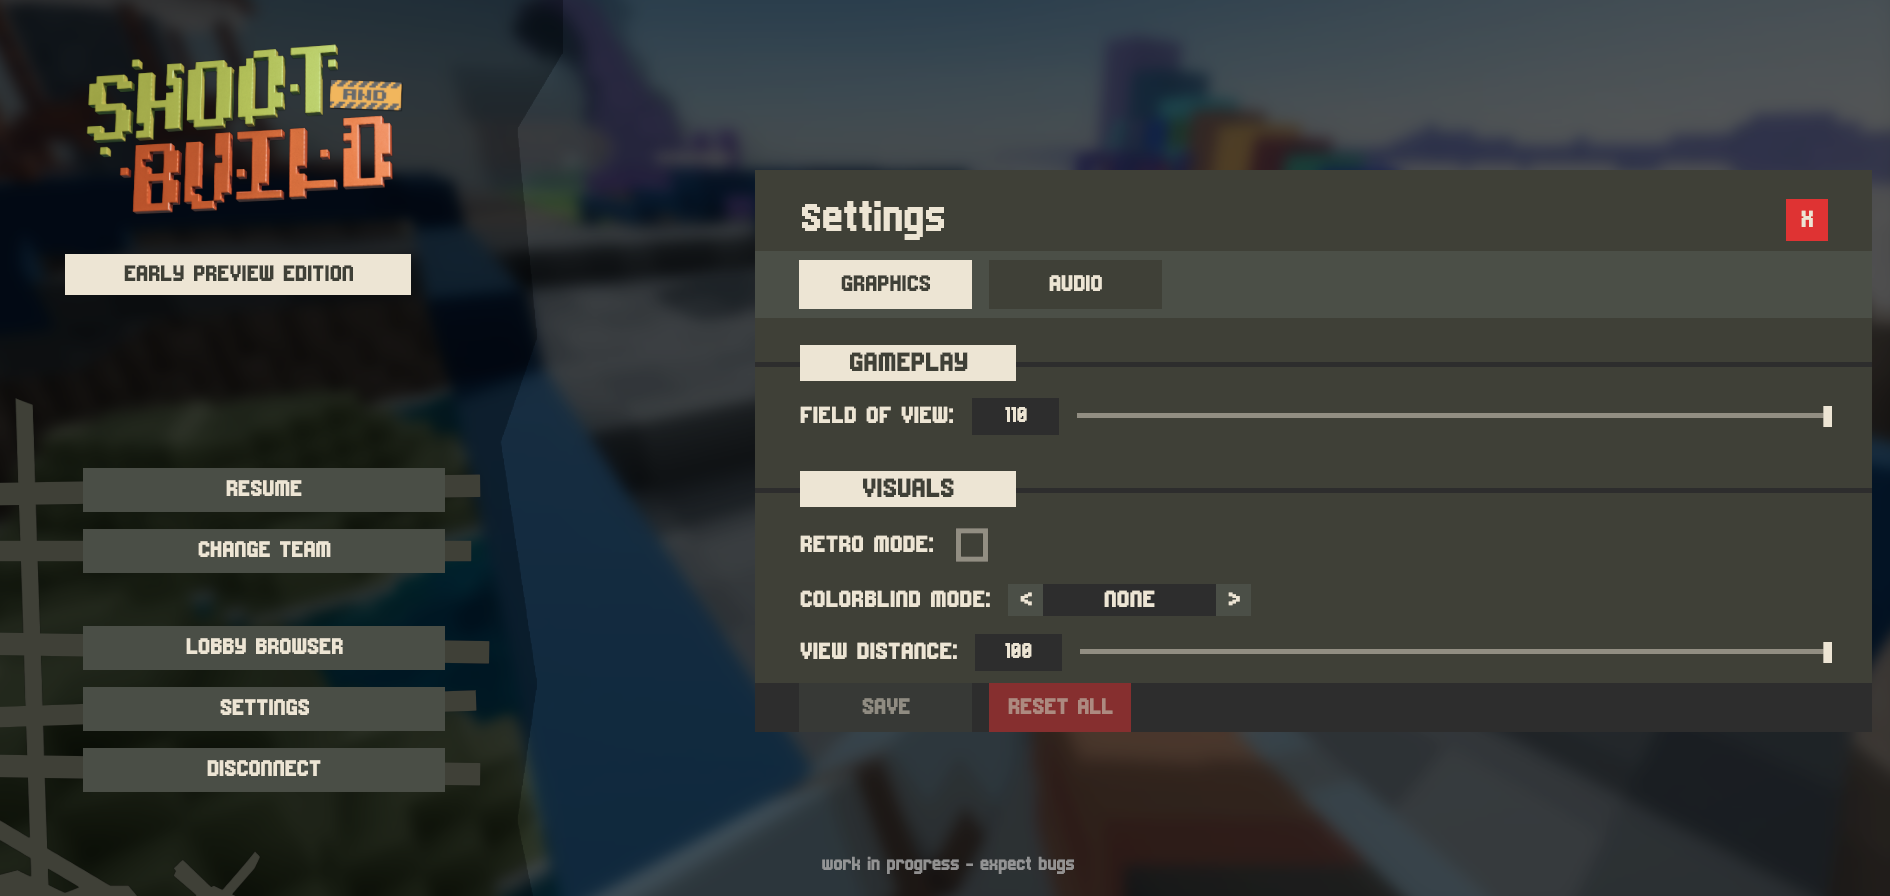 SHOOT AND
BUILD
EARLY PREVIEW EDITION
RESUME
CHANGE TEAM
LOBBY BROWSER
SETTINGS
DISCONNECT
Settings
X
GRAPHICS AUDIO
GAMEPLAY
FIELD OF VIEW: 110
VISUALS
RETRO MODE:
COLORBLIND MODE: < NONE >
VIEW DISTANCE: 100
SAVE RESET ALL
work in progress - expect bugs